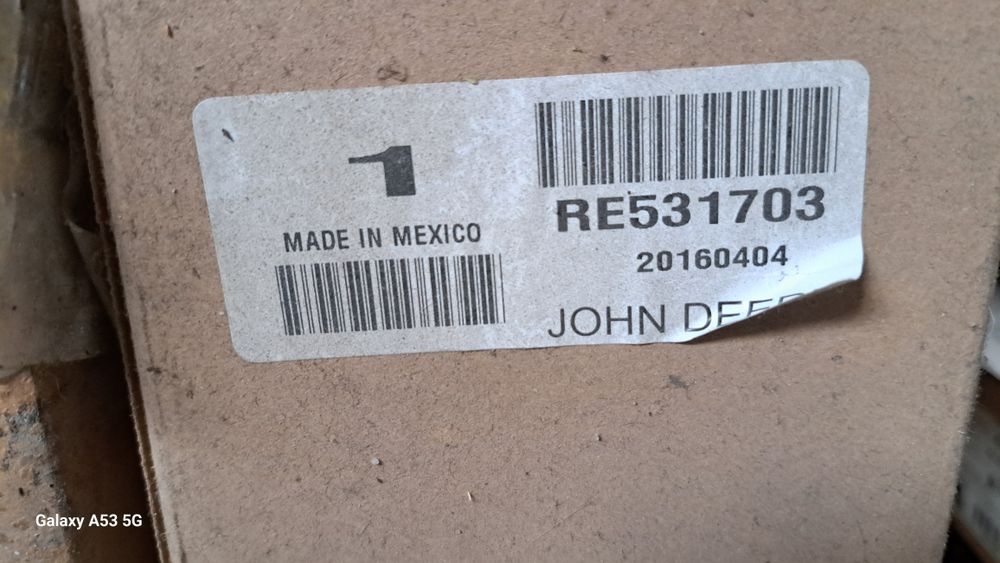 1
MADE IN MEXICO
RE531703
20160404
JOHN
Galaxy A53 5G